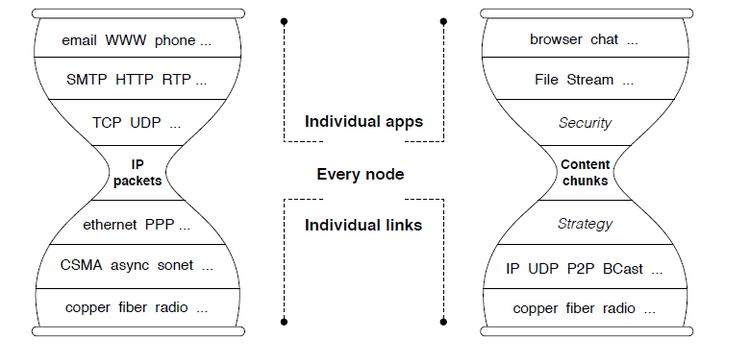 email WWW phone ...
SMTP HTTP RTP ...
TCP UDP ...
IP
packets
ethernet PPP ...
CSMA async sonet ...
copper fiber radio ...
Individual apps
Every node
Individual links
browser chat ...
File Stream ...
Security
Content
chunks
Strategy
IP UDP P2P BCast ...
copper fiber radio ...